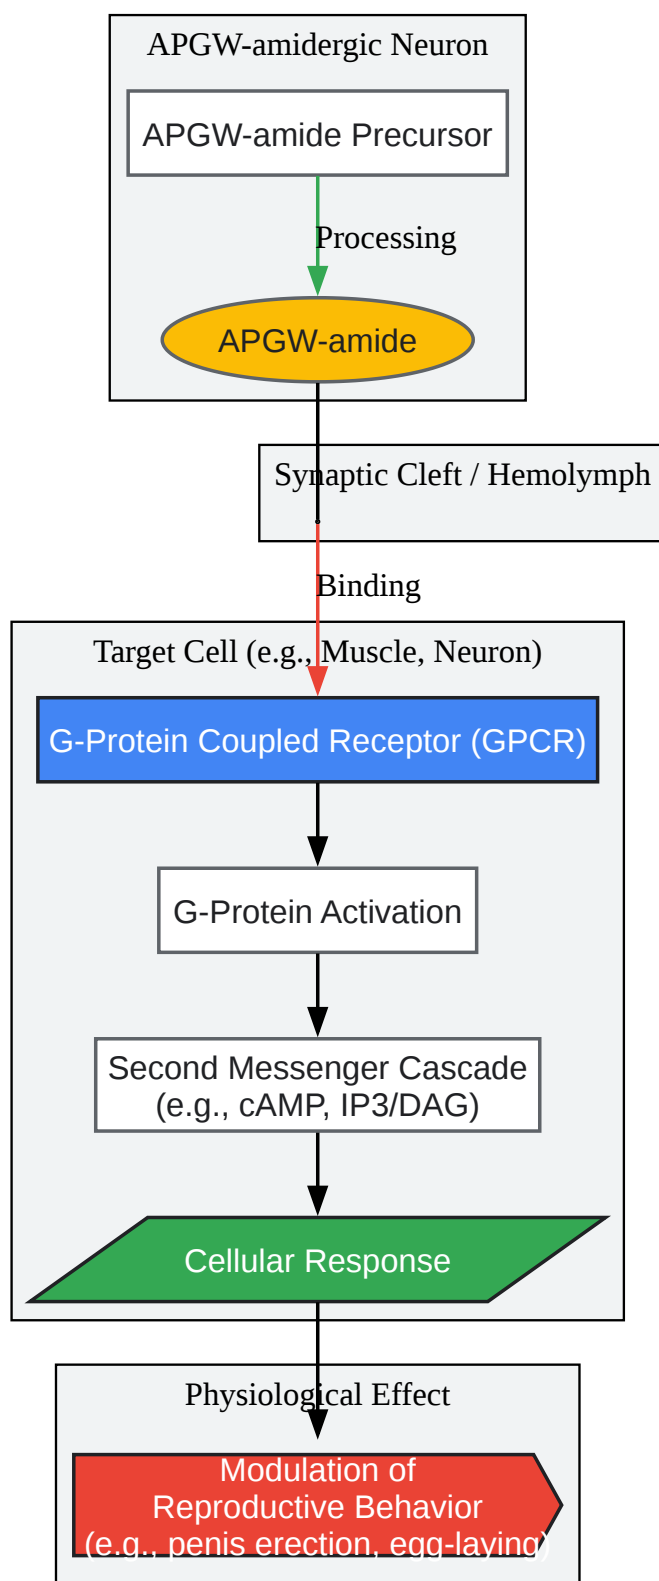 APGW-amidergic Neuron
APGW-amide Precursor
Processing
APGW-amide
Synaptic Cleft / Hemolymph
Binding
Target Cell (e.g., Muscle, Neuron)
G-Protein Coupled Receptor (GPCR)
G-Protein Activation
Second Messenger Cascade
(e.g., cAMP, IP3/DAG)
Cellular Response
Physiological Effect
Modulation of
Reproductive Behavior
(e.g., penis erection, egg-laying)